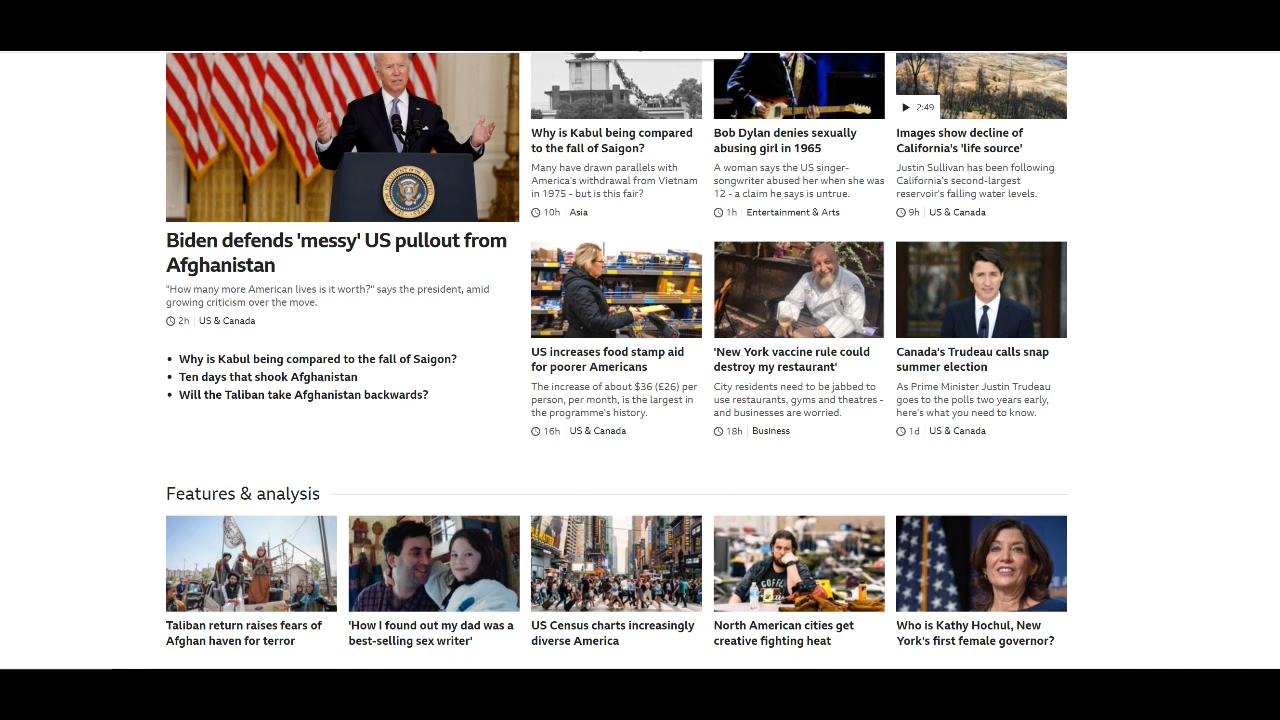 Biden defends 'messy' US pullout from
Afghanistan
"How many more American lives is it worth?" says the president, amid
growing criticism over the move.
2h US & Canada
Why is Kabul being compared to the fall of Saigon?
Ten days that shook Afghanistan
Will the Taliban take Afghanistan backwards?
Why is Kabul being compared
to the fall of Saigon?
Many have drawn parallels with
America's withdrawal from Vietnam
in 1975 - but is this fair?
10h Asia
Bob Dylan denies sexually
abusing girl in 1965
A woman says the US singer-
songwriter abused her when she was
12 - a claim he says is untrue.
1h Entertainment & Arts
2:49
Images show decline of
California's 'life source'
Justin Sullivan has been following
California's second-largest
reservoir's falling water levels.
9h US & Canada
US increases food stamp aid
for poorer Americans
The increase of about $36 (£26) per
person, per month, is the largest in
the programme's history.
16h US & Canada
'New York vaccine rule could
destroy my restaurant'
City residents need to be jabbed to
use restaurants, gyms and theatres -
and businesses are worried.
18h Business
Canada's Trudeau calls snap
summer election
As Prime Minister Justin Trudeau
goes to the polls two years early,
here's what you need to know.
1d US & Canada
Features & analysis
Taliban return raises fears of
Afghan haven for terror
'How I found out my dad was a
best-selling sex writer'
US Census charts increasingly
diverse America
COFFEE
North American cities get
creative fighting heat
Who is Kathy Hochul, New
York's first female governor?